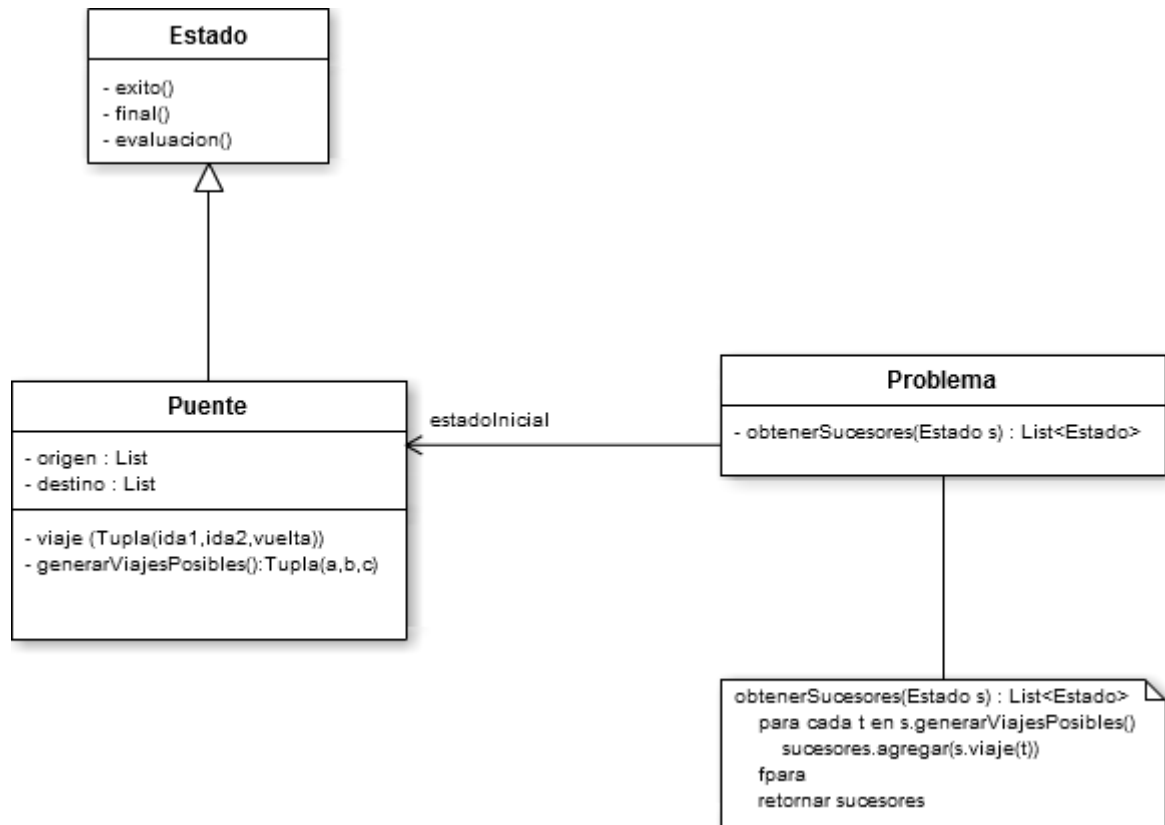 Estado
- exito()
- final()
- evaluacion()
Puente
- origen : List
- destino : List
- viaje (Tupla(ida1,ida2,vuelta))
- generarViajesPosibles():Tupla(a,b,c)
estadoInicial
Problema
- obtenerSucesores(Estado s) : List<Estado>
obtenerSucesores(Estado s) : List<Estado>
para cada t en s.generarViajesPosibles()
sucesores.agregar(s.viaje(t))
fpara
retornar sucesores